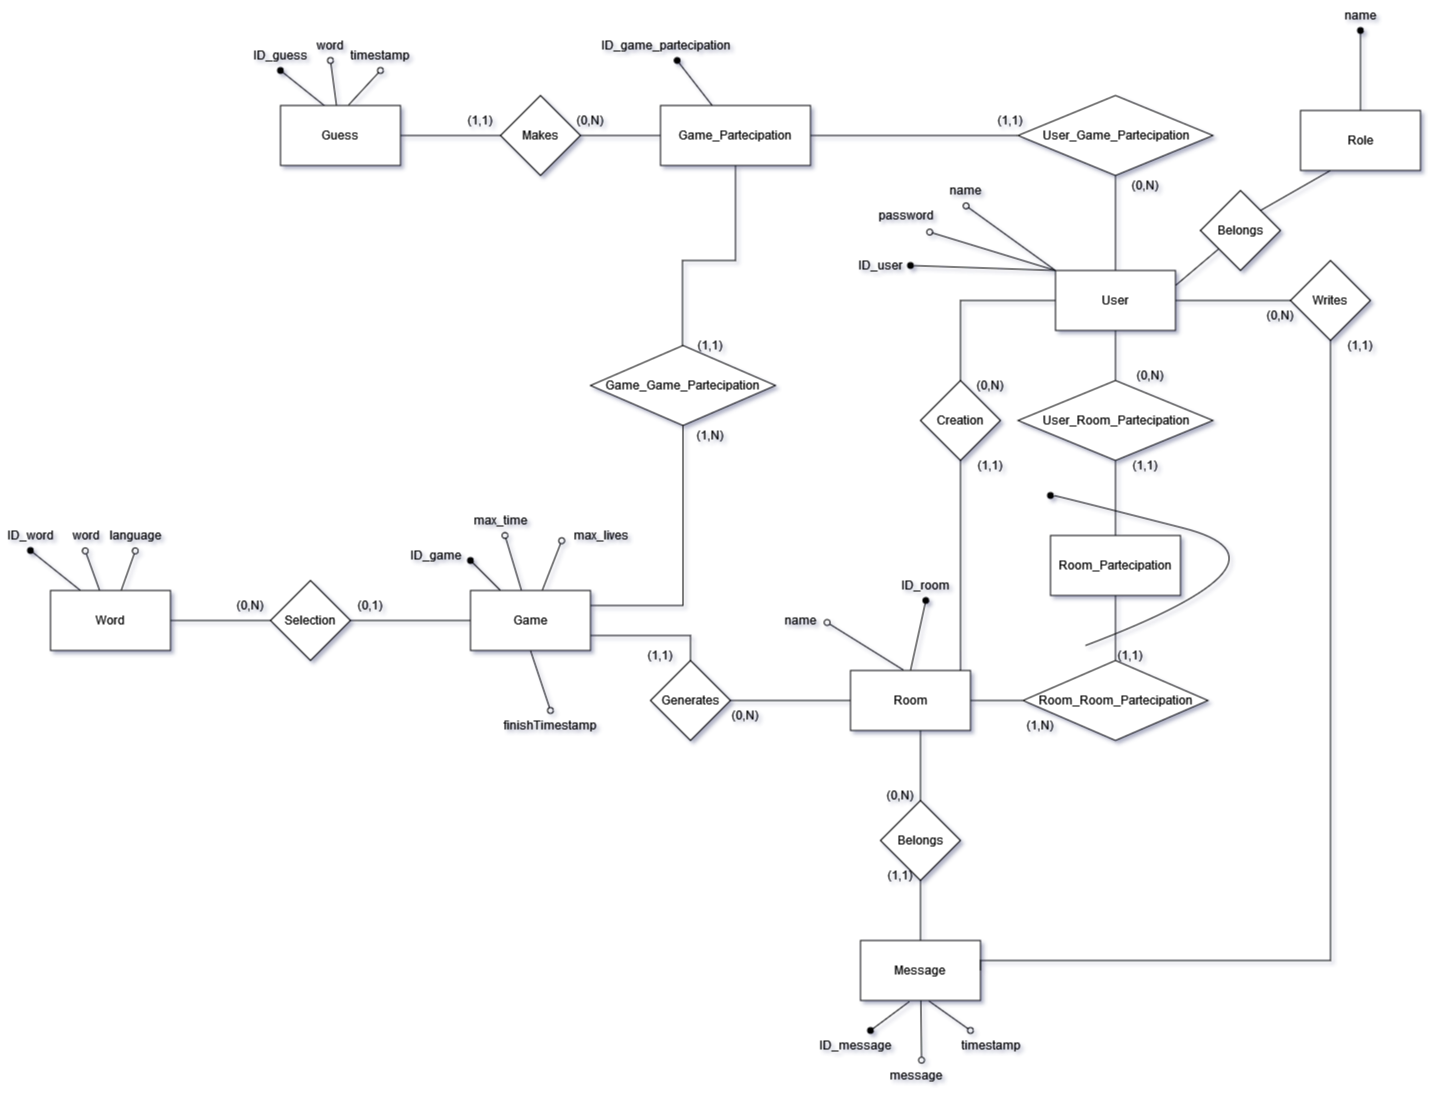 name
ID_game_partecipation
word
ID_guess
timestamp
(1,1)
(0,N)
(1,1)
Guess
Makes
Game_Partecipation
User_Game_Partecipation
Role
(0,N)
name
password
Belongs
ID_user
User
Writes
(0,N)
(1,1)
(1,1)
(0,N)
(0,N)
Game_Game_Partecipation
Creation
User_Room_Partecipation
(1,N)
(1,1)
(1,1)
max_time
ID_word
word
language
max_lives
ID_game
Room_Partecipation
ID_room
(0,N)
(0,1)
name
Word
Selection
Game
(1,1)
(1,1)
Generates
Room
Room_Room_Partecipation
(0,N)
(1,N)
finishTimestamp
(0,N)
Belongs
(1,1)
Message
ID_message
timestamp
message